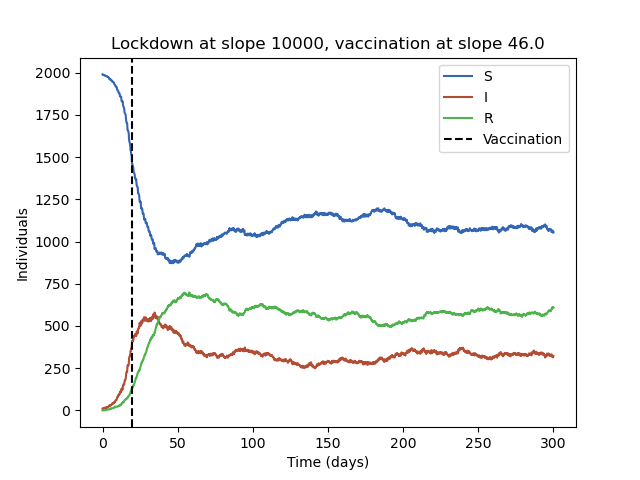 Lockdown at slope 10000, vaccination at slope 46.0
S
I
R
Vaccination
Individuals
2000
1750
1500
1250
1000
750
500
250
0
0 50 100 150 200 250 300
Time (days)